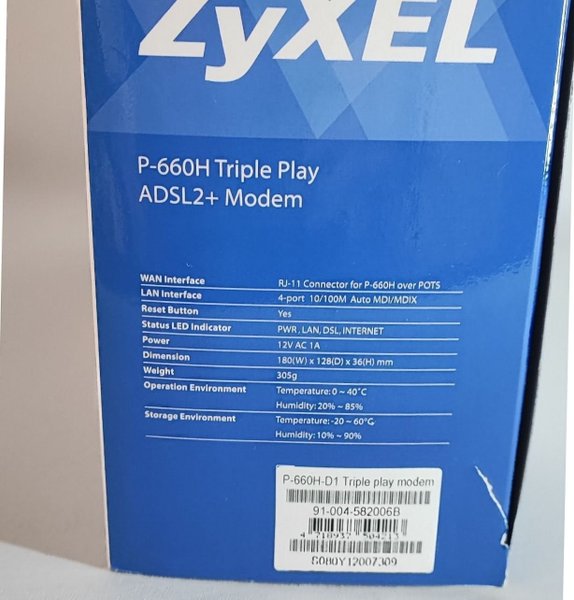 ZyXEL
P-660H Triple Play
ADSL2+ Modem
WAN Interface RJ-11 Connector for P-660H over POTS
LAN Interface 4-port 10/100M Auto MDI/MDIX
Reset Button Yes
Status LED Indicator PWR, LAN, DSL, INTERNET
Power 12V AC 1A
Dimension 180(W) x 128(D) x 36(H) mm
Weight 305g
Operation Environment Temperature: 0 ~ 40˚C
Humidity: 20% ~ 85%
Storage Environment Temperature: -20 ~ 60˚C
Humidity: 10% ~ 90%
P-660H-D1 Triple play modem
91-004-582006B
4 718937 504213
S080Y12007309